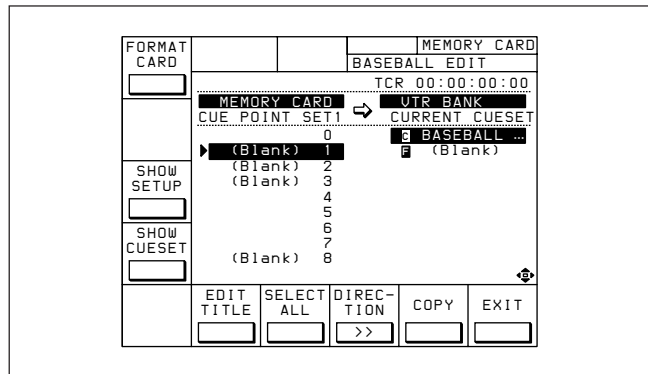 FORMAT
CARD
MEMORY CARD
BASEBALL EDIT
TCR 00:00:00:00
MEMORY CARD
CUE POINT SET1
VTR BANK
CURRENT CUESET
0
(Blank) 1
(Blank) 2
(Blank) 3
4
5
6
7
(Blank) 8
C BASEBALL …
F (Blank)
SHOW
SETUP
SHOW
CUESET
EDIT
TITLE
SELECT
ALL
DIREC-
TION
>>
COPY
EXIT